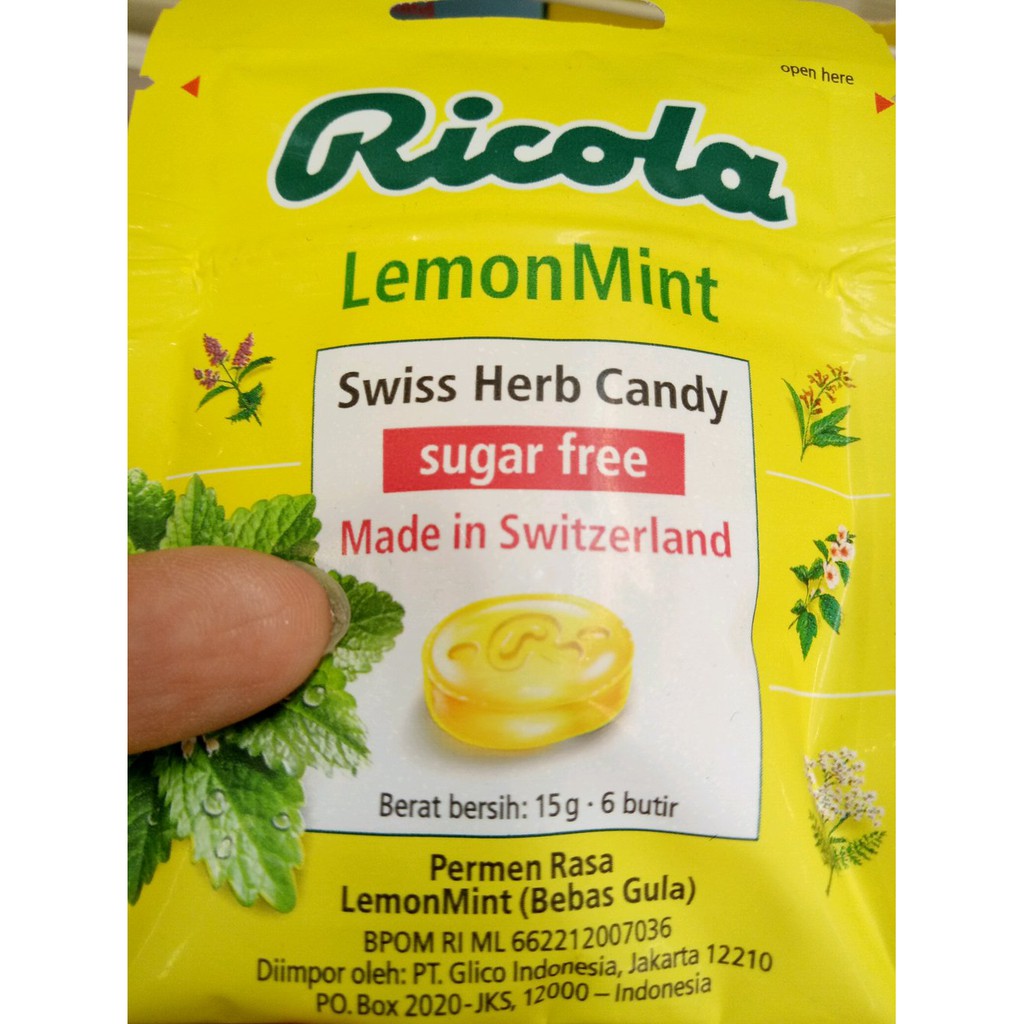 open here
Ricola
LemonMint
Swiss Herb Candy
sugar free
Made in Switzerland
Berat bersih: 15 g · 6 butir
Permen Rasa
LemonMint (Bebas Gula)
BPOM RI ML 662212007036
Diimpor oleh: PT. Glico Indonesia, Jakarta 12210
PO. Box 2020-JKS, 12000 – Indonesia